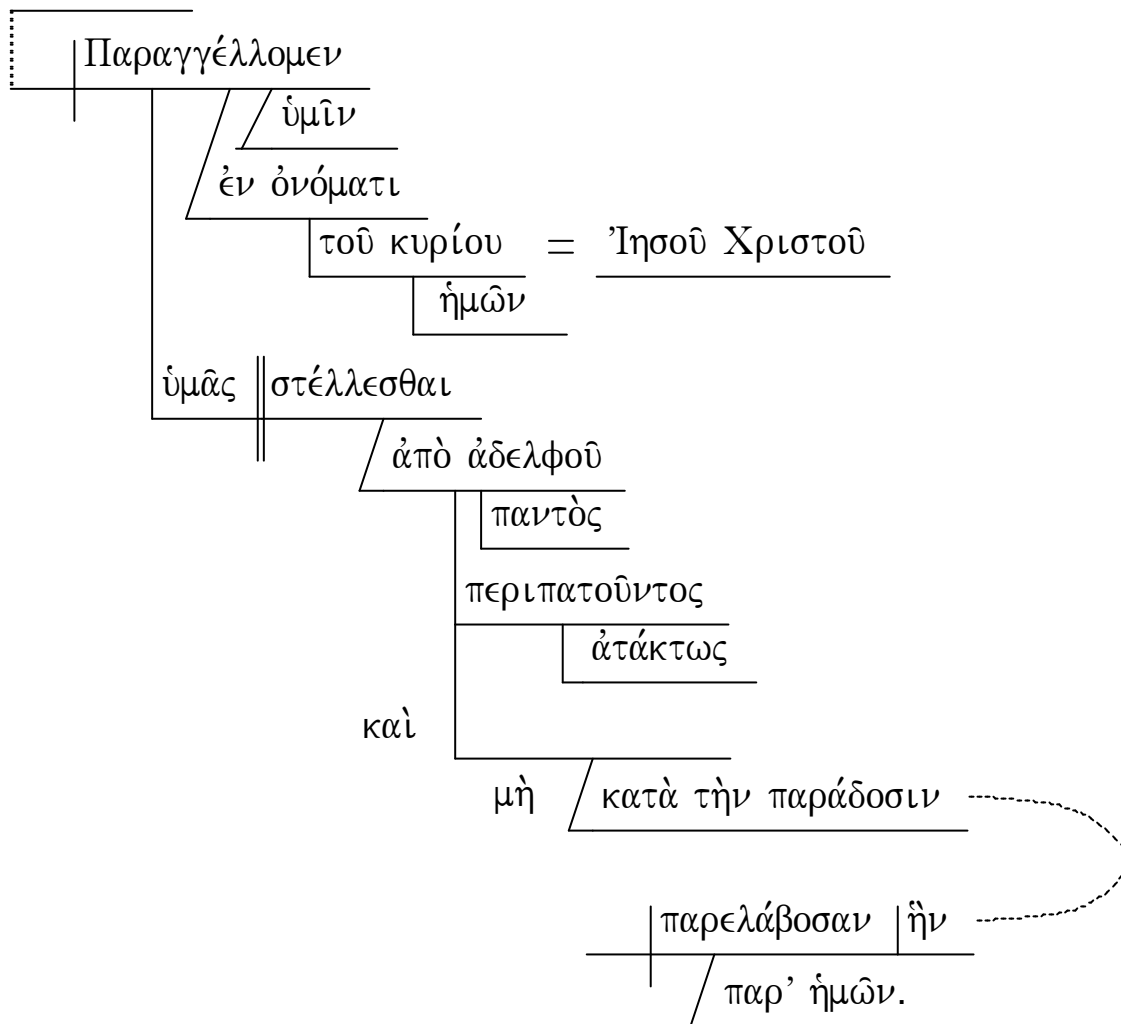 Παραγγέλλομεν
ὑμῖν
ἐν ὀνόματι
τοῦ κυρίου = Ἰησοῦ Χριστοῦ
ἡμῶν
ὑμᾶς στέλλεσθαι
ἀπὸ ἀδελφοῦ
παντὸς
περιπατοῦντος
ἀτάκτως
καὶ
μὴ κατὰ τὴν παράδοσιν
παρελάβοσαν ἣν
παρ’ ἡμῶν.